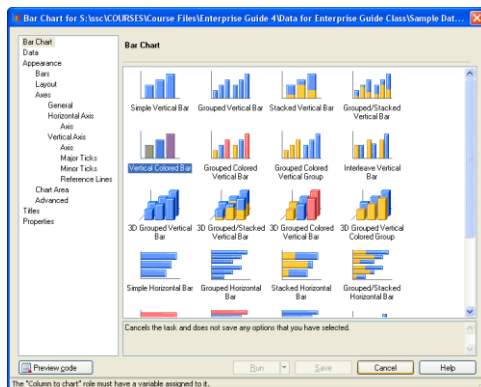 Bar Chart for S:\ssc\COURSES\Course Files\Enterprise Guide 4\Data for Enterprise Guide Class\Sample Dat...
Bar Chart
Data
Appearance
Bars
Layout
Axes
General
Horizontal Axis
Axis
Vertical Axis
Axis
Major Ticks
Minor Ticks
Reference Lines
Chart Area
Advanced
Titles
Properties
Bar Chart
Simple Vertical Bar
Grouped Vertical Bar
Stacked Vertical Bar
Grouped/Stacked
Vertical Bar
Vertical Colored Bar
Grouped Colored
Vertical Bar
Grouped Colored
Vertical Group
Interleave Vertical
Bar
3D Grouped Vertical
Bar
3D Grouped/Stacked
Vertical Bar
3D Grouped Colored
Vertical Bar
3D Grouped Vertical
Colored Group
Simple Horizontal Bar
Grouped Horizontal
Bar
Stacked Horizontal
Bar
Grouped/Stacked
Horizontal Bar
Cancels the task and does not save any options that you have selected.
Preview code
Run
Save
Cancel
Help
The "Column to chart" role must have a variable assigned to it.